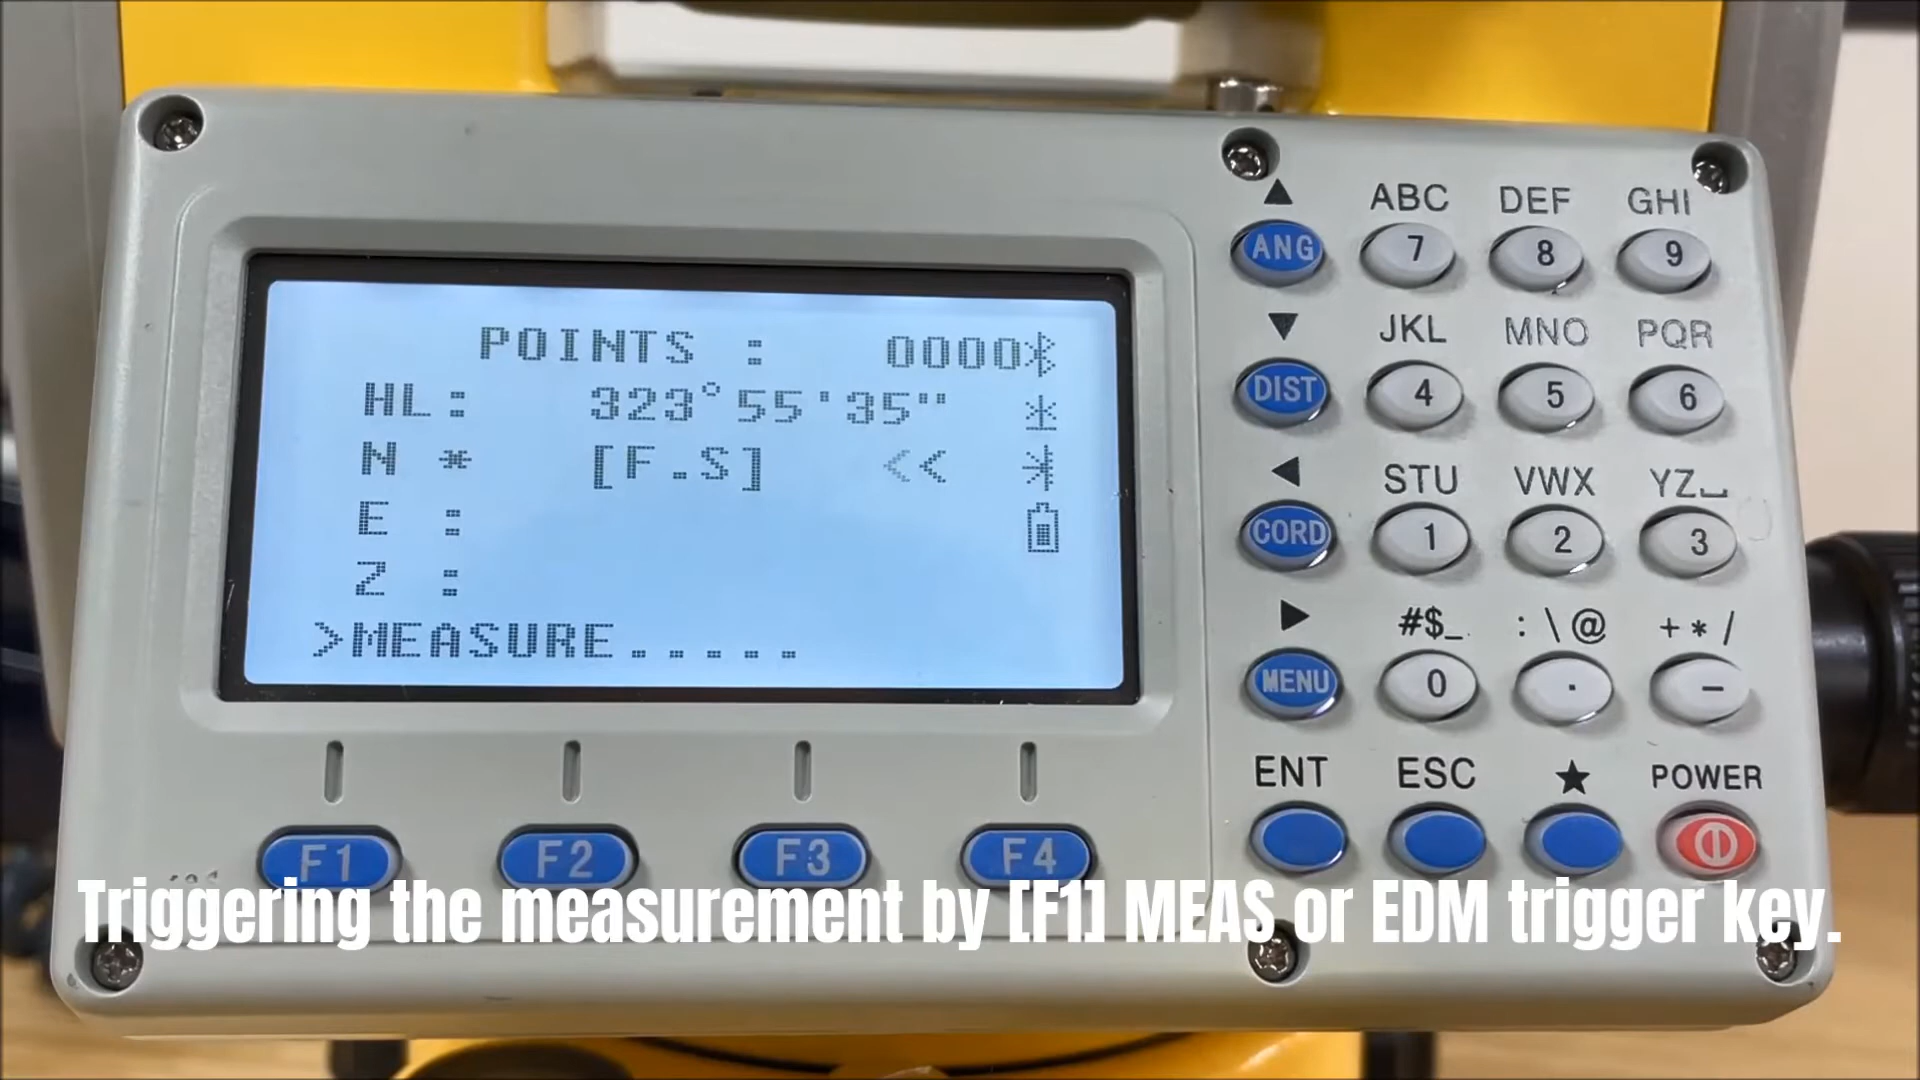 POINTS : 0000
HL: 323°55'35"
N * [F.S] <<
E :
Z :
>MEASURE.....
F1 F2 F3 F4
ANG ABC 7 DEF 8 GHI 9
DIST JKL 4 MNO 5 PQR 6
CORD STU 1 VWX 2 YZ⎵ 3
MENU #$_ 0 :\@ . +*/ −
ENT ESC ★ POWER
Triggering the measurement by [F1] MEAS or EDM trigger key.